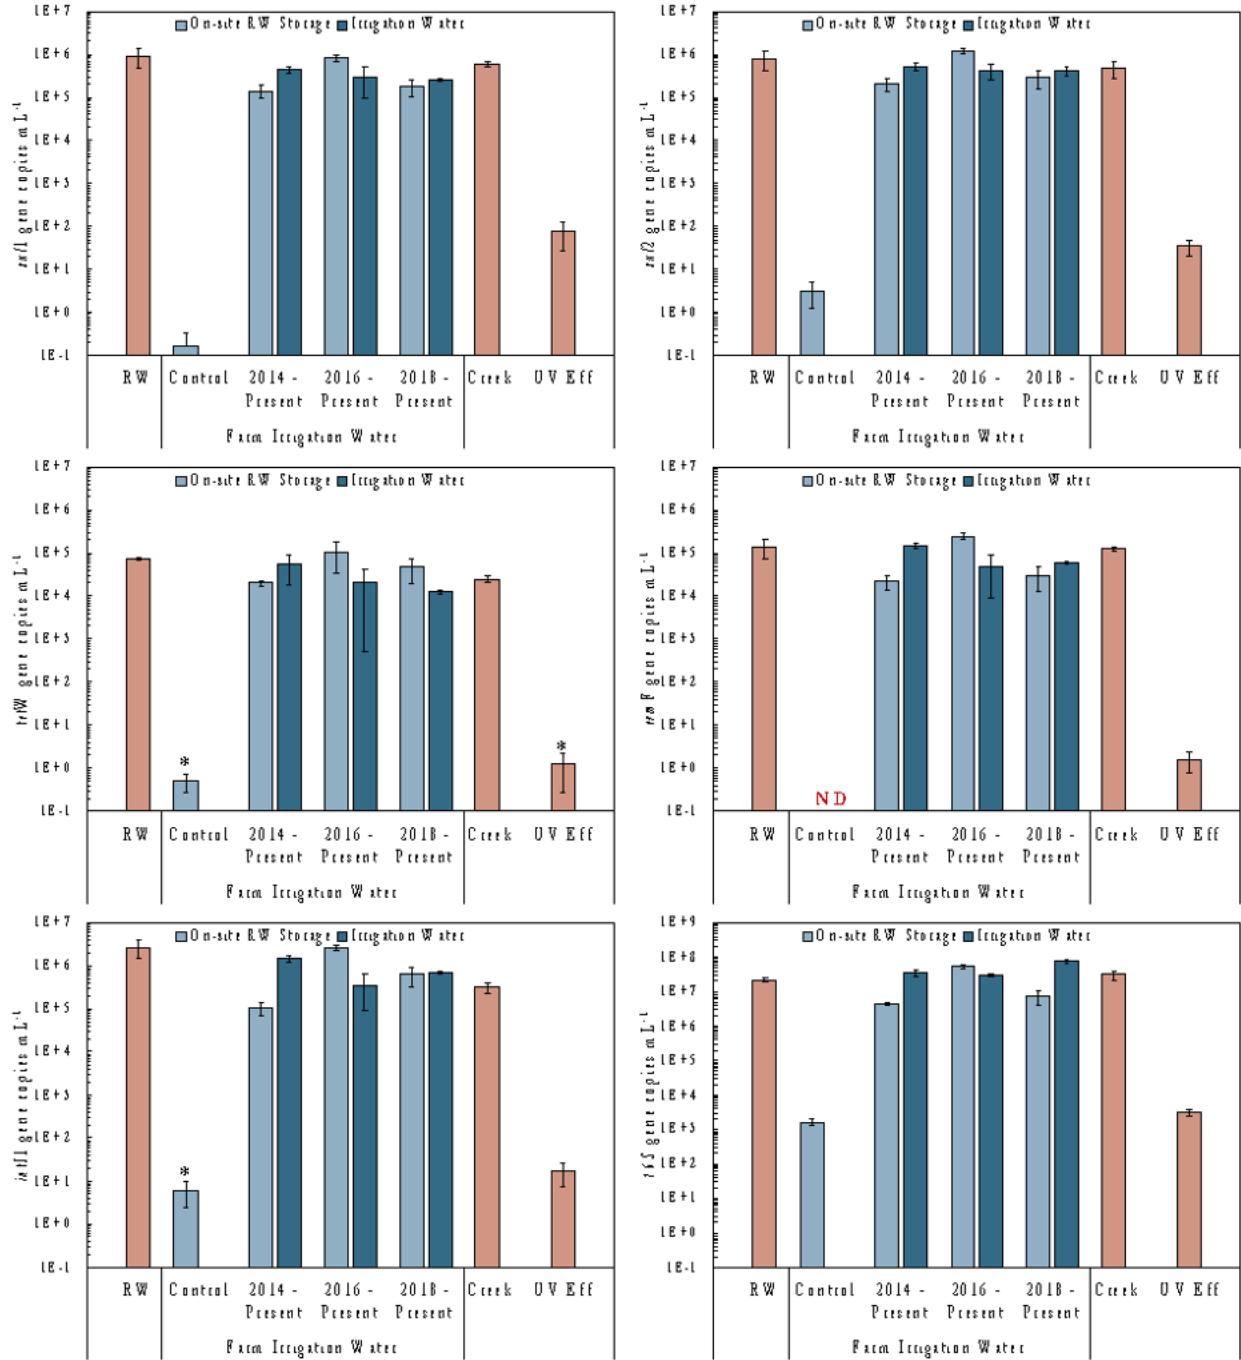 On-site RW Storage Irrigation Water
1E+7
1E+6
1E+5
1E+4
1E+3
1E+2
1E+1
1E+0
1E-1
sul1 gene copies mL-1
RW Control 2014 - Present 2016 - Present 2018 - Present Creek UV Eff
Farm Irrigation Water
On-site RW Storage Irrigation Water
1E+7
1E+6
1E+5
1E+4
1E+3
1E+2
1E+1
1E+0
1E-1
sul2 gene copies mL-1
RW Control 2014 - Present 2016 - Present 2018 - Present Creek UV Eff
Farm Irrigation Water
On-site RW Storage Irrigation Water
1E+7
1E+6
1E+5
1E+4
1E+3
1E+2
1E+1
1E+0
1E-1
tetW gene copies mL-1
*
*
RW Control 2014 - Present 2016 - Present 2018 - Present Creek UV Eff
Farm Irrigation Water
On-site RW Storage Irrigation Water
1E+7
1E+6
1E+5
1E+4
1E+3
1E+2
1E+1
1E+0
1E-1
gene copies mL-1
ND
RW Control 2014 - Present 2016 - Present 2018 - Present Creek UV Eff
Farm Irrigation Water
On-site RW Storage Irrigation Water
1E+7
1E+6
1E+5
1E+4
1E+3
1E+2
1E+1
1E+0
1E-1
intI1 gene copies mL-1
*
RW Control 2014 - Present 2016 - Present 2018 - Present Creek UV Eff
Farm Irrigation Water
On-site RW Storage Irrigation Water
1E+9
1E+8
1E+7
1E+6
1E+5
1E+4
1E+3
1E+2
1E+1
1E+0
1E-1
16S gene copies mL-1
RW Control 2014 - Present 2016 - Present 2018 - Present Creek UV Eff
Farm Irrigation Water